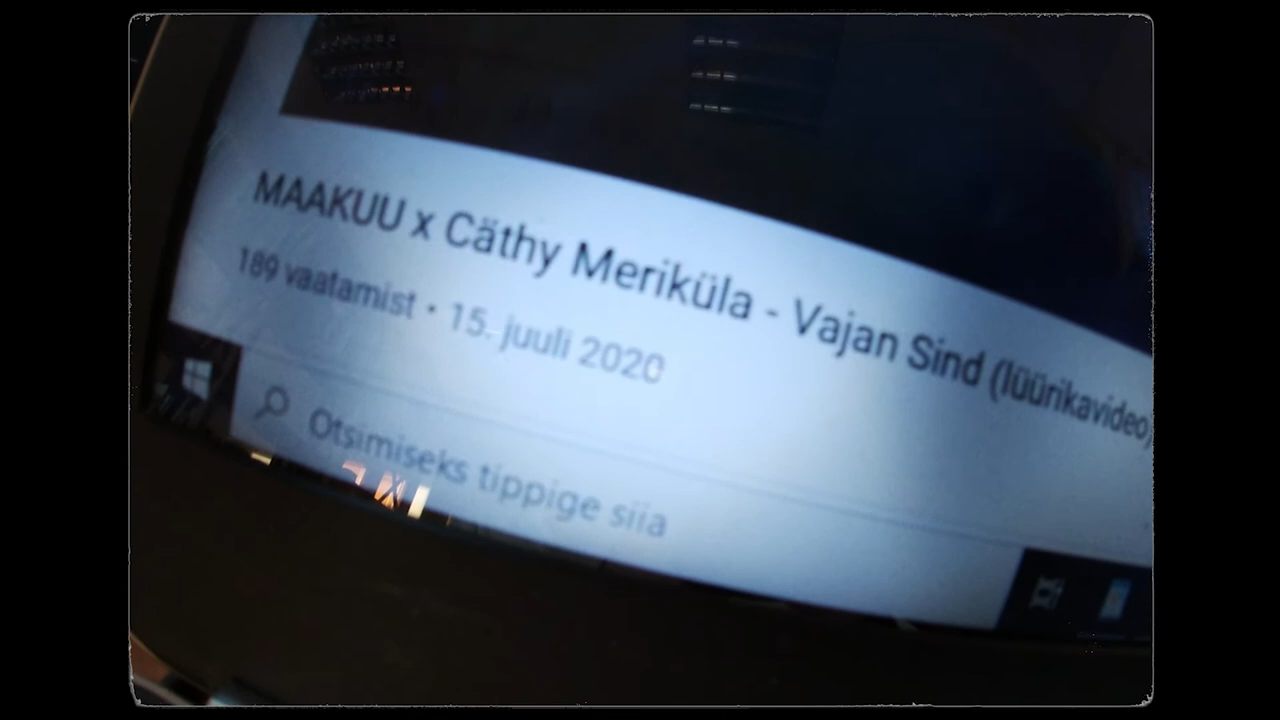 MAAKUU x Cäthy Meriküla - Vajan Sind (lüürikavideo)
189 vaatamist • 15. juuli 2020
Otsimiseks tippige siia